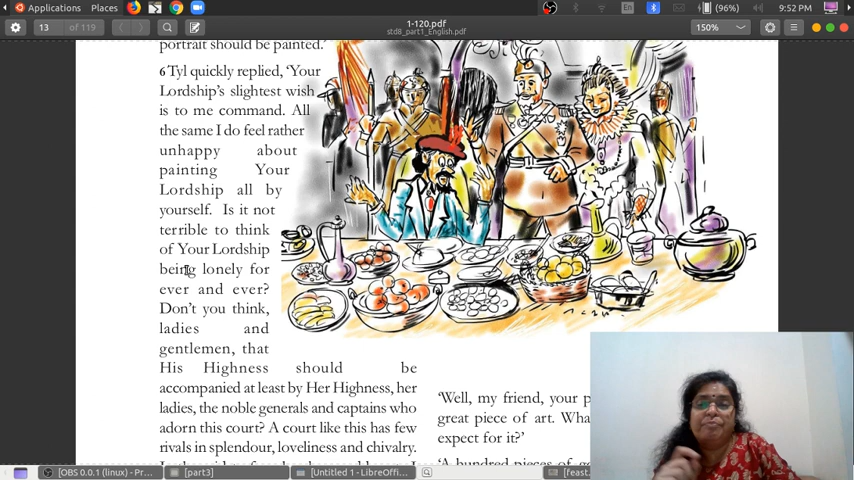 Applications Places En (96%) 9:52 PM
13 of 119 1-120.pdf 150%
std8_part1_English.pdf
portrait should be painted.'
6 Tyl quickly replied, 'Your
Lordship's slightest wish
is to me command. All
the same I do feel rather
unhappy about
painting Your
Lordship all by
yourself. Is it not
terrible to think
of Your Lordship
being lonely for
ever and ever?
Don't you think,
ladies and
gentlemen, that
His Highness should be
accompanied at least by Her Highness, her
ladies, the noble generals and captains who
adorn this court? A court like this has few
rivals in splendour, loveliness and chivalry.
'Well, my friend, your p
great piece of art. Wha
expect for it?'
'A hundred pieces of g
OBS 0.0.1 (linux) - Pr... [part3] [Untitled 1 - LibreOffi... [feast.